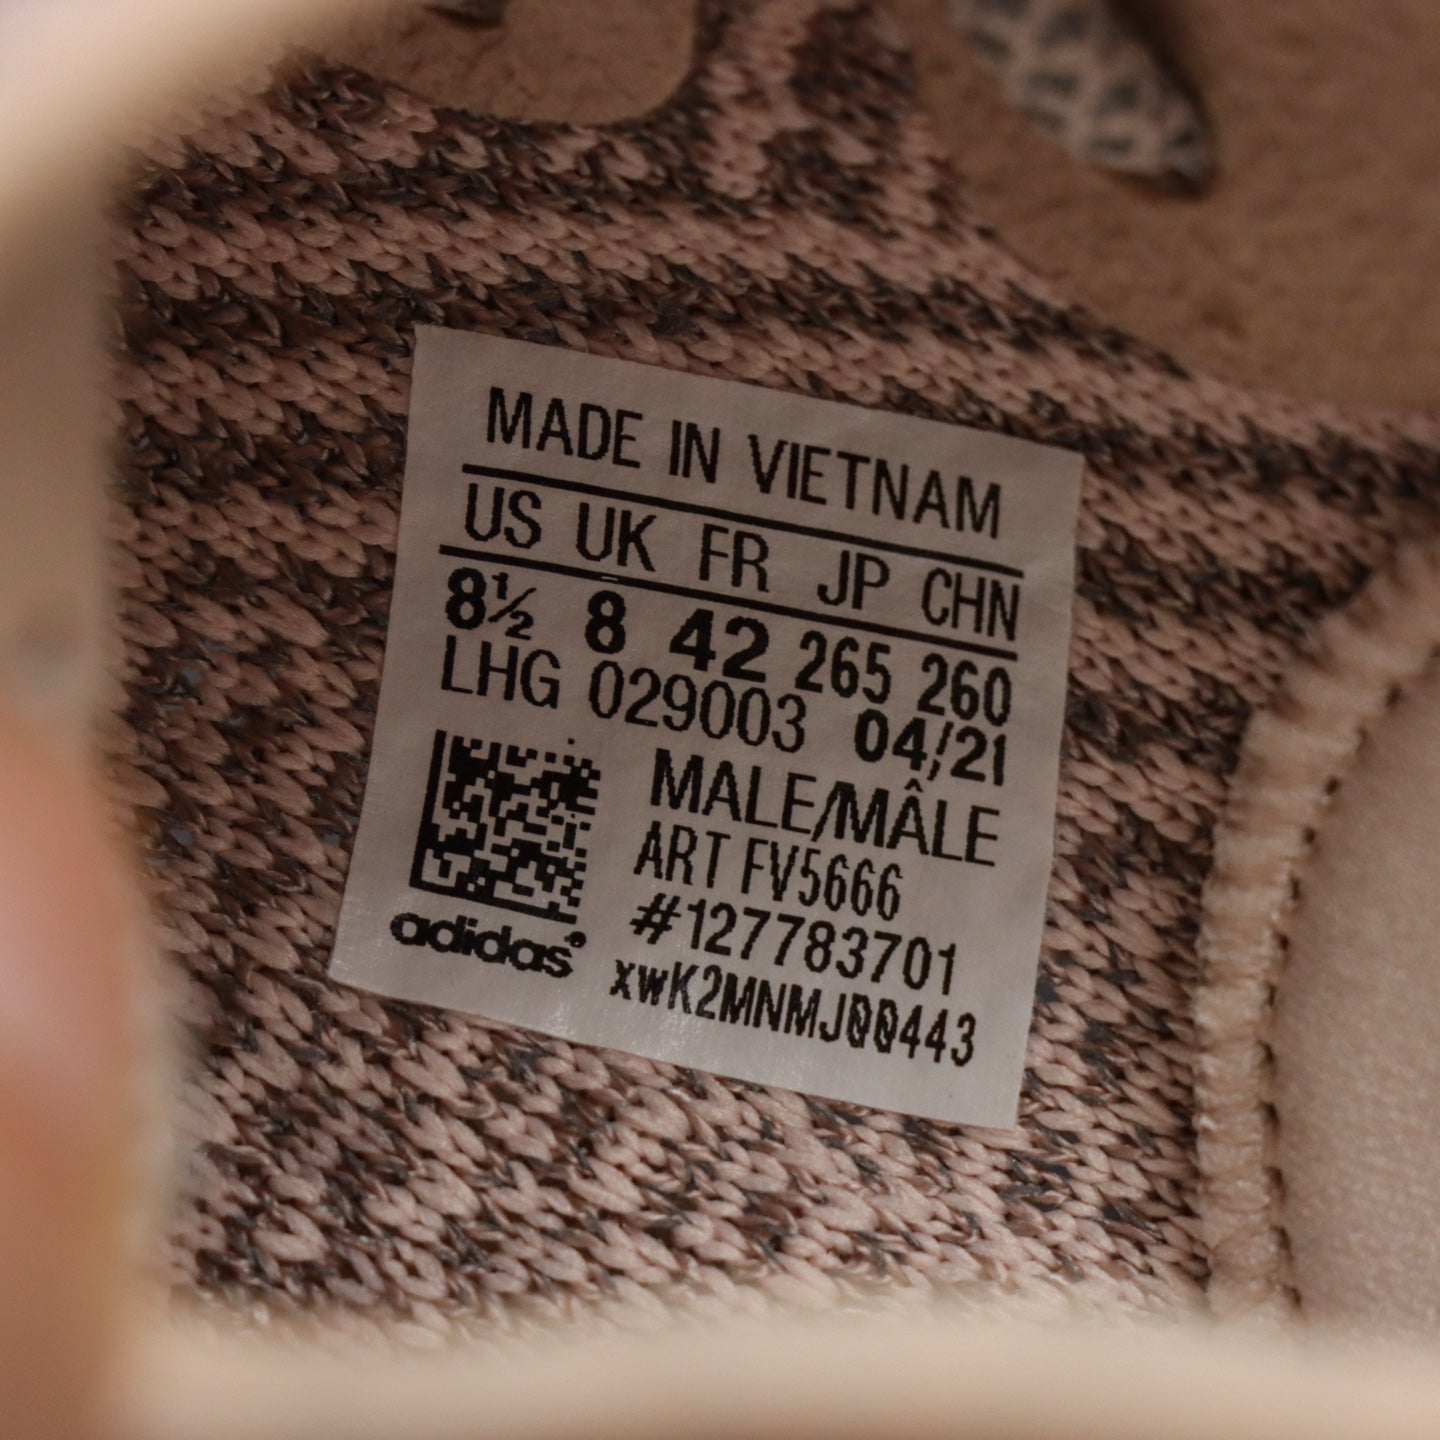 MADE IN VIETNAM
US UK FR JP CHN
8½ 8 42 265 260
LHG 029003 04/21
MALE/MÂLE
ART FV5666
#127783701
xwK2MNMJ00443
adidas®